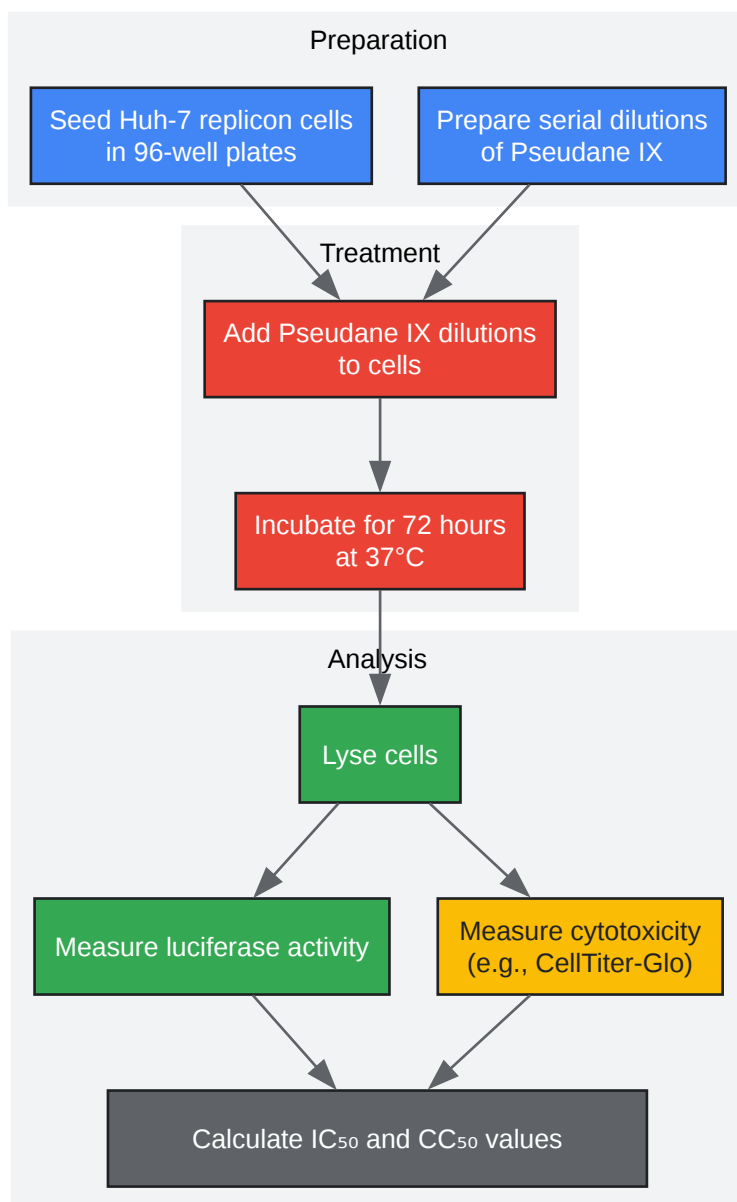 Preparation
Seed Huh-7 replicon cells
in 96-well plates
Prepare serial dilutions
of Pseudane IX
Treatment
Add Pseudane IX dilutions
to cells
Incubate for 72 hours
at 37°C
Analysis
Lyse cells
Measure luciferase activity
Measure cytotoxicity
(e.g., CellTiter-Glo)
Calculate IC₅₀ and CC₅₀ values